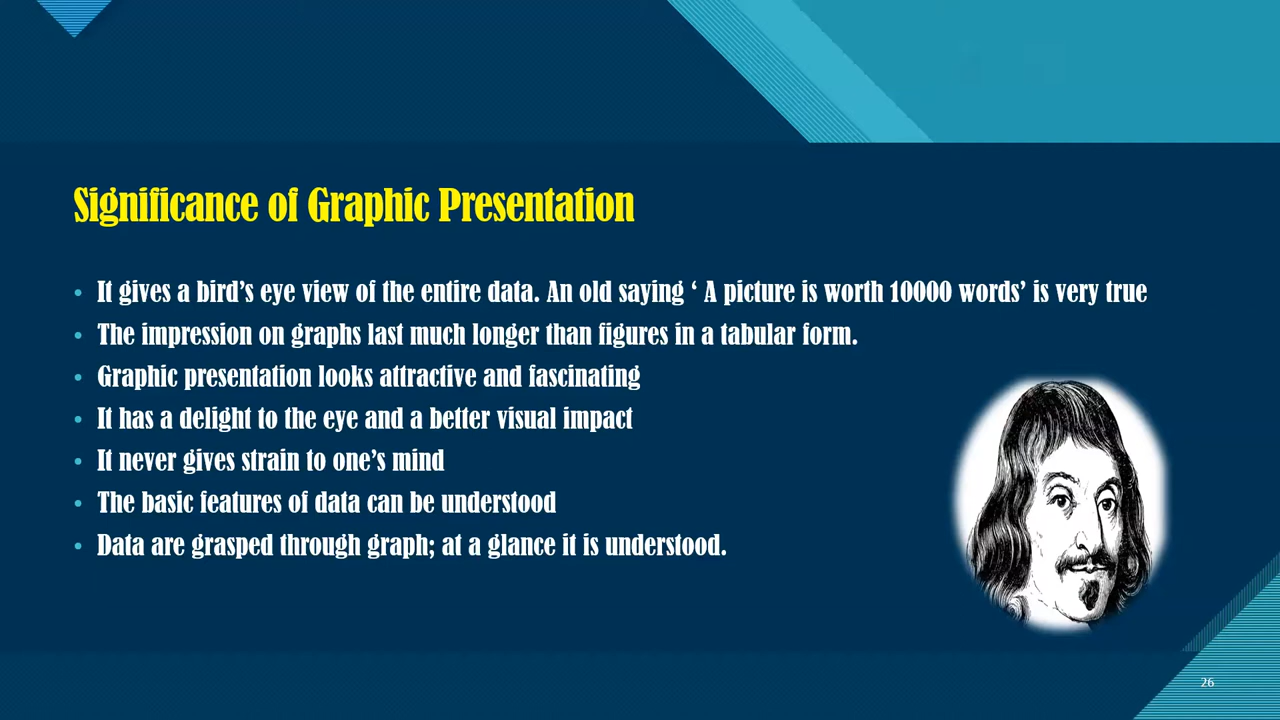 Significance of Graphic Presentation
• It gives a bird’s eye view of the entire data. An old saying ‘ A picture is worth 10000 words’ is very true
• The impression on graphs last much longer than figures in a tabular form.
• Graphic presentation looks attractive and fascinating
• It has a delight to the eye and a better visual impact
• It never gives strain to one’s mind
• The basic features of data can be understood
• Data are grasped through graph; at a glance it is understood.
26